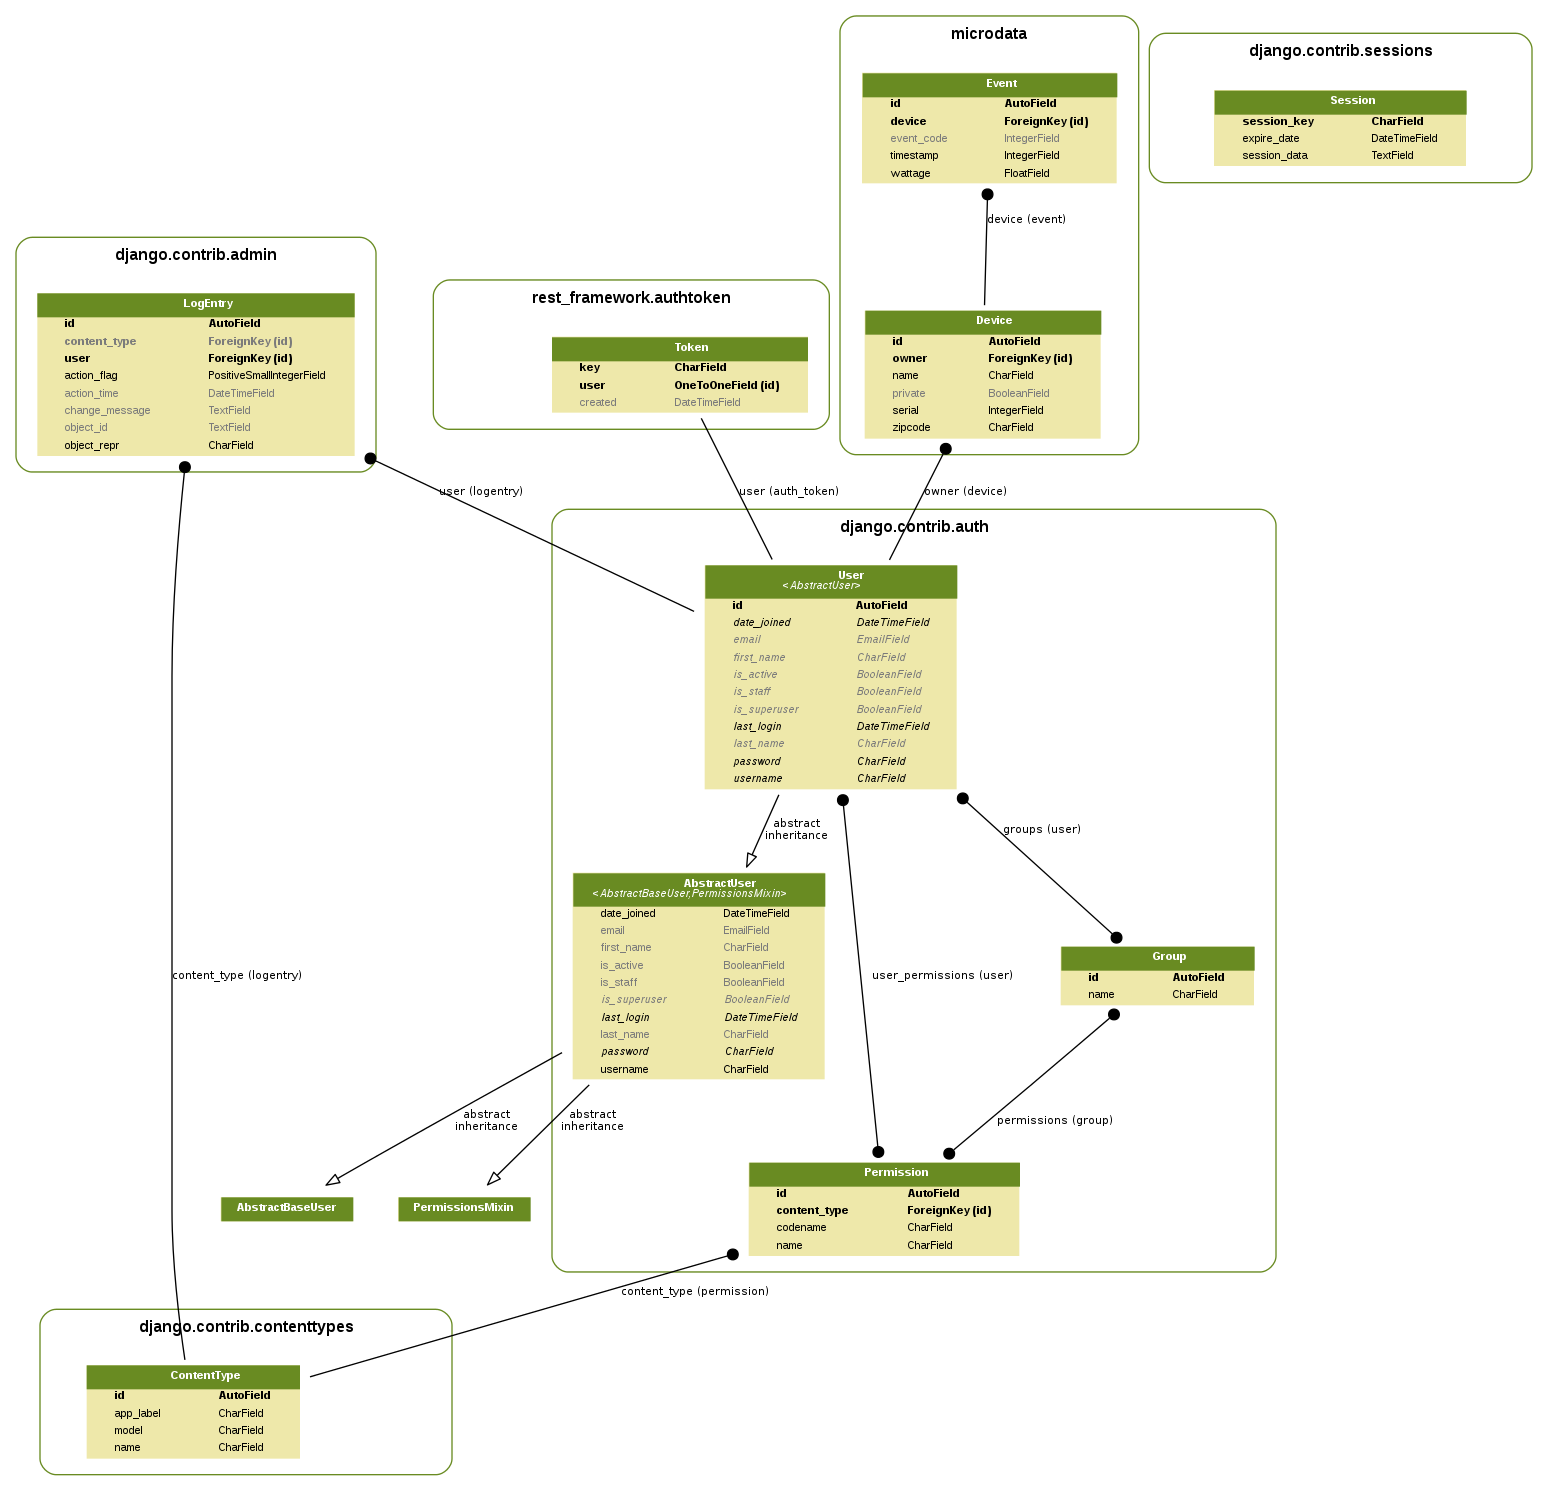 microdata
Event
id AutoField
device ForeignKey (id)
event_code IntegerField
timestamp IntegerField
wattage FloatField
device (event)
Device
id AutoField
owner ForeignKey (id)
name CharField
private BooleanField
serial IntegerField
zipcode CharField
django.contrib.sessions
Session
session_key CharField
expire_date DateTimeField
session_data TextField
django.contrib.admin
LogEntry
id AutoField
content_type ForeignKey (id)
user ForeignKey (id)
action_flag PositiveSmallIntegerField
action_time DateTimeField
change_message TextField
object_id TextField
object_repr CharField
rest_framework.authtoken
Token
key CharField
user OneToOneField (id)
created DateTimeField
user (logentry)
user (auth_token)
owner (device)
django.contrib.auth
User
<AbstractUser>
id AutoField
date_joined DateTimeField
email EmailField
first_name CharField
is_active BooleanField
is_staff BooleanField
is_superuser BooleanField
last_login DateTimeField
last_name CharField
password CharField
username CharField
abstract
inheritance
groups (user)
AbstractUser
<AbstractBaseUser,PermissionsMixin>
date_joined DateTimeField
email EmailField
first_name CharField
is_active BooleanField
is_staff BooleanField
is_superuser BooleanField
last_login DateTimeField
last_name CharField
password CharField
username CharField
content_type (logentry)
user_permissions (user)
Group
id AutoField
name CharField
abstract
inheritance
abstract
inheritance
permissions (group)
AbstractBaseUser
PermissionsMixin
Permission
id AutoField
content_type ForeignKey (id)
codename CharField
name CharField
content_type (permission)
django.contrib.contenttypes
ContentType
id AutoField
app_label CharField
model CharField
name CharField